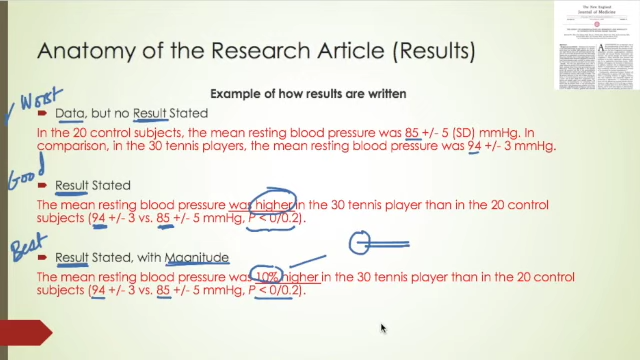 The New England
Journal of Medicine
Anatomy of the Research Article (Results)
Example of how results are written
Worst
Data, but no Result Stated
In the 20 control subjects, the mean resting blood pressure was 85 +/- 5 (SD) mmHg. In
comparison, in the 30 tennis players, the mean resting blood pressure was 94 +/- 3 mmHg.
Good
Result Stated
The mean resting blood pressure was higher in the 30 tennis player than in the 20 control
subjects (94 +/- 3 vs. 85 +/- 5 mmHg, P < 0/0.2).
Best
Result Stated, with Magnitude
The mean resting blood pressure was 10% higher in the 30 tennis player than in the 20 control
subjects (94 +/- 3 vs. 85 +/- 5 mmHg, P < 0/0.2).